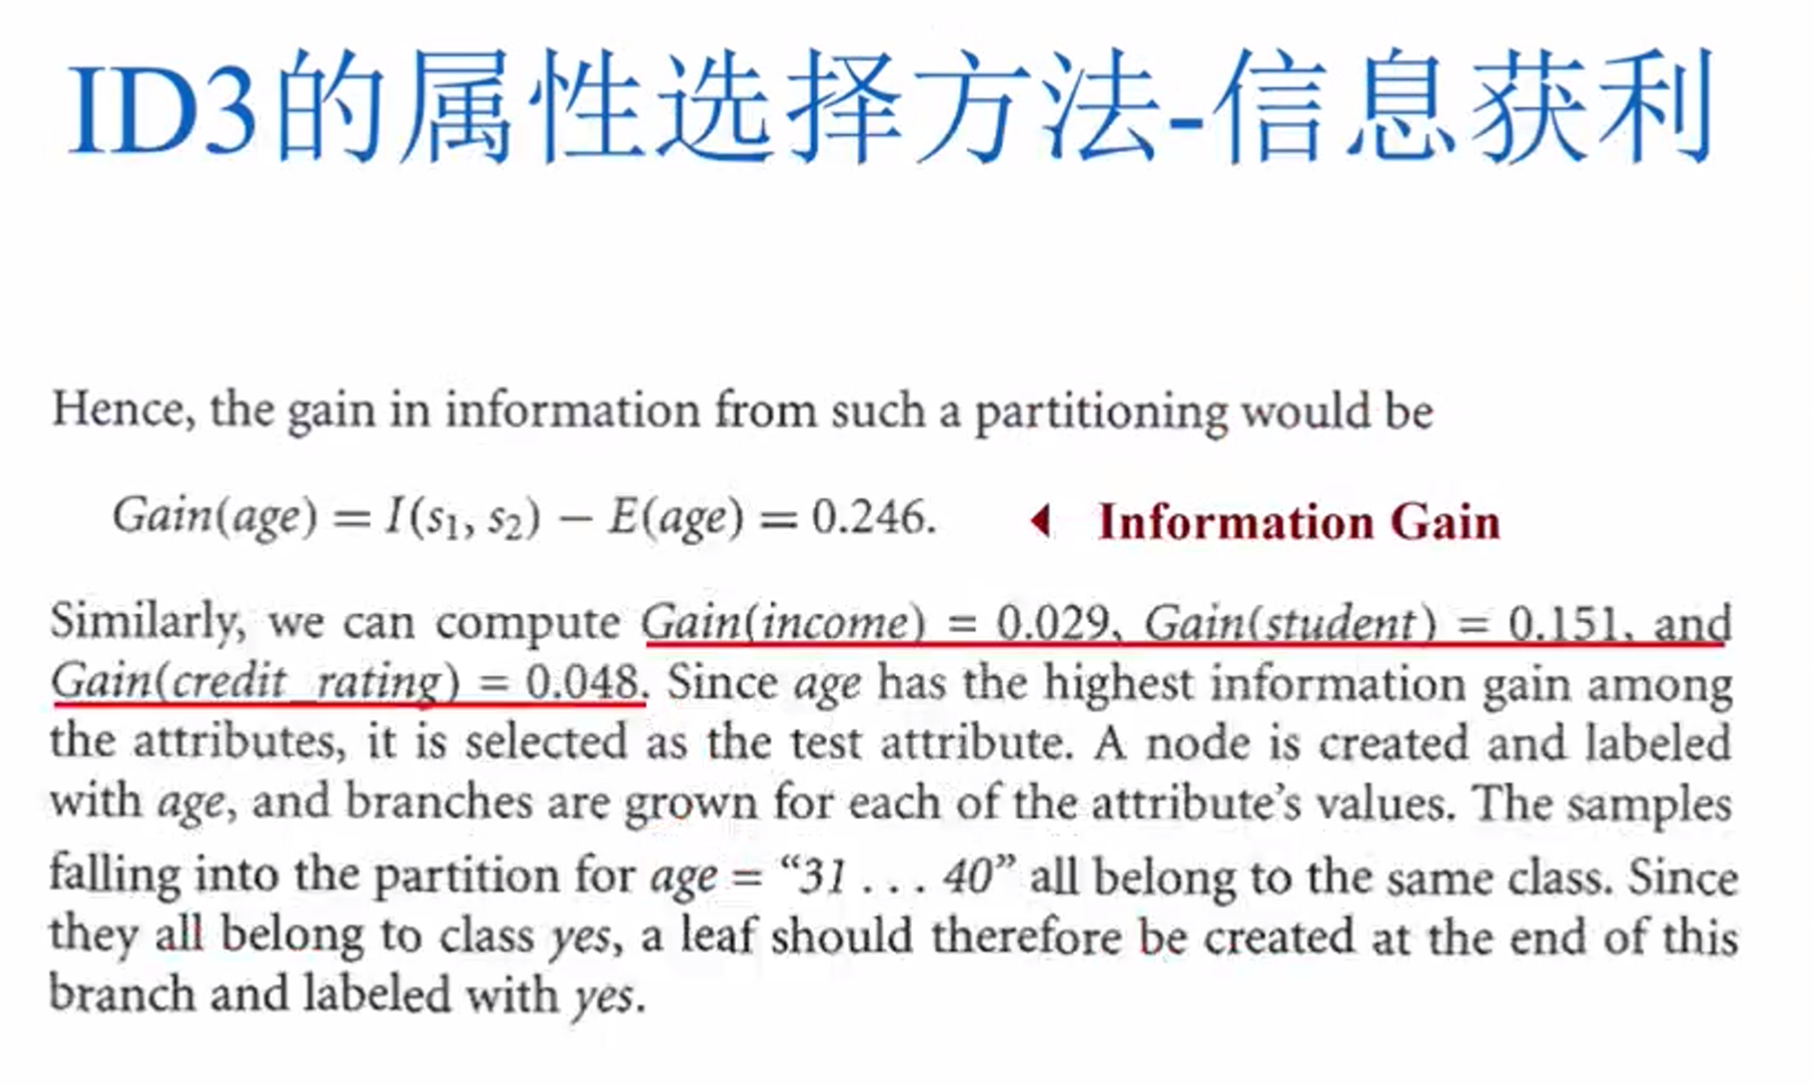 ID3的属性选择方法-信息获利
Hence, the gain in information from such a partitioning would be
Gain(age) = I(s₁, s₂) − E(age) = 0.246. ◀ Information Gain
Similarly, we can compute Gain(income) = 0.029, Gain(student) = 0.151, and
Gain(credit_rating) = 0.048. Since age has the highest information gain among
the attributes, it is selected as the test attribute. A node is created and labeled
with age, and branches are grown for each of the attribute’s values. The samples
falling into the partition for age = “31 . . . 40” all belong to the same class. Since
they all belong to class yes, a leaf should therefore be created at the end of this
branch and labeled with yes.